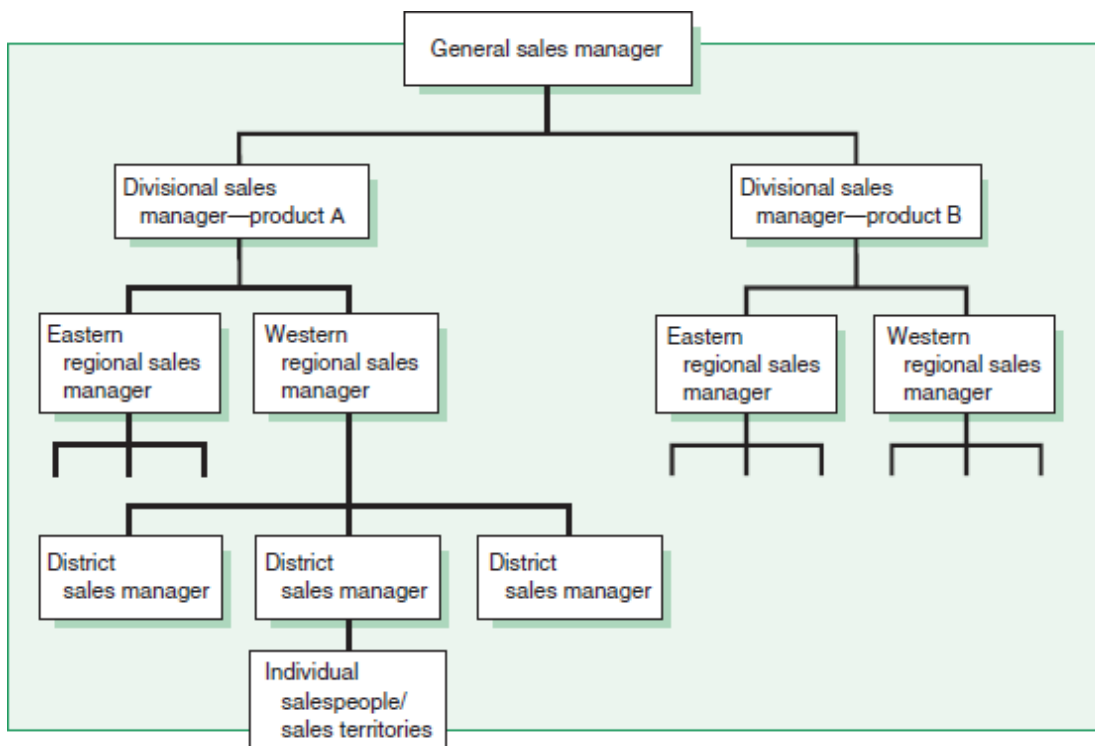 General sales manager
Divisional sales
manager—product A
Divisional sales
manager—product B
Eastern
regional sales
manager
Western
regional sales
manager
Eastern
regional sales
manager
Western
regional sales
manager
District
sales manager
District
sales manager
District
sales manager
Individual
salespeople/
sales territories